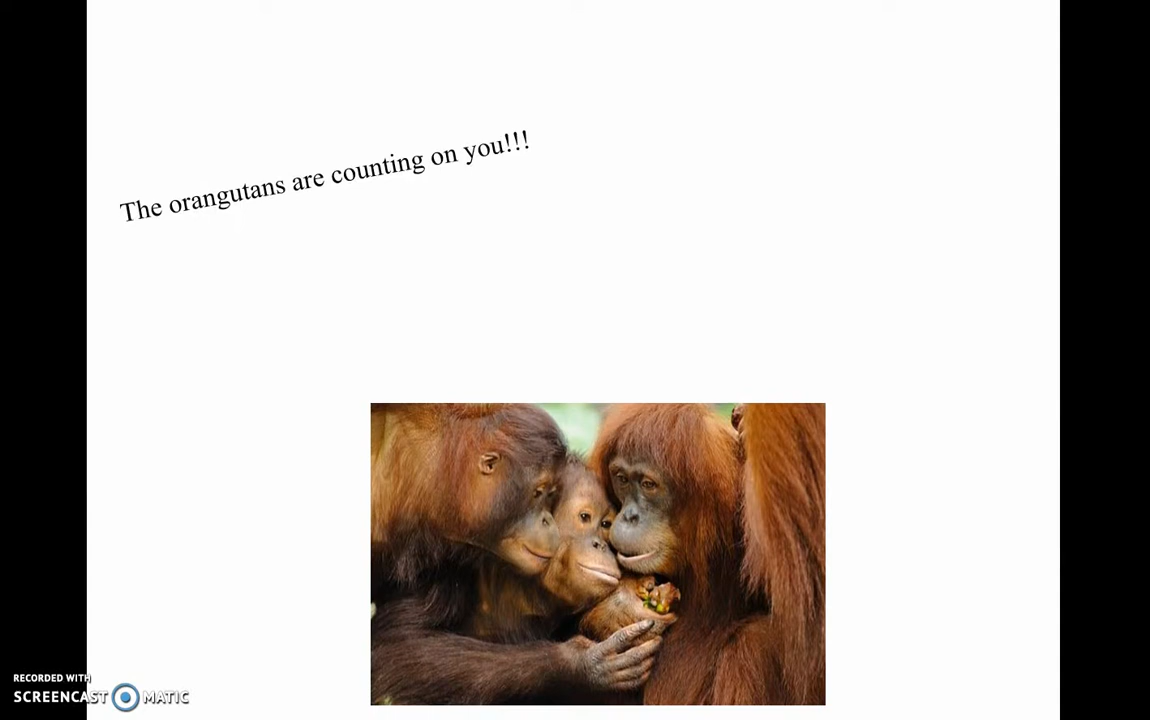 The orangutans are counting on you!!!
RECORDED WITH
SCREENCAST MATIC